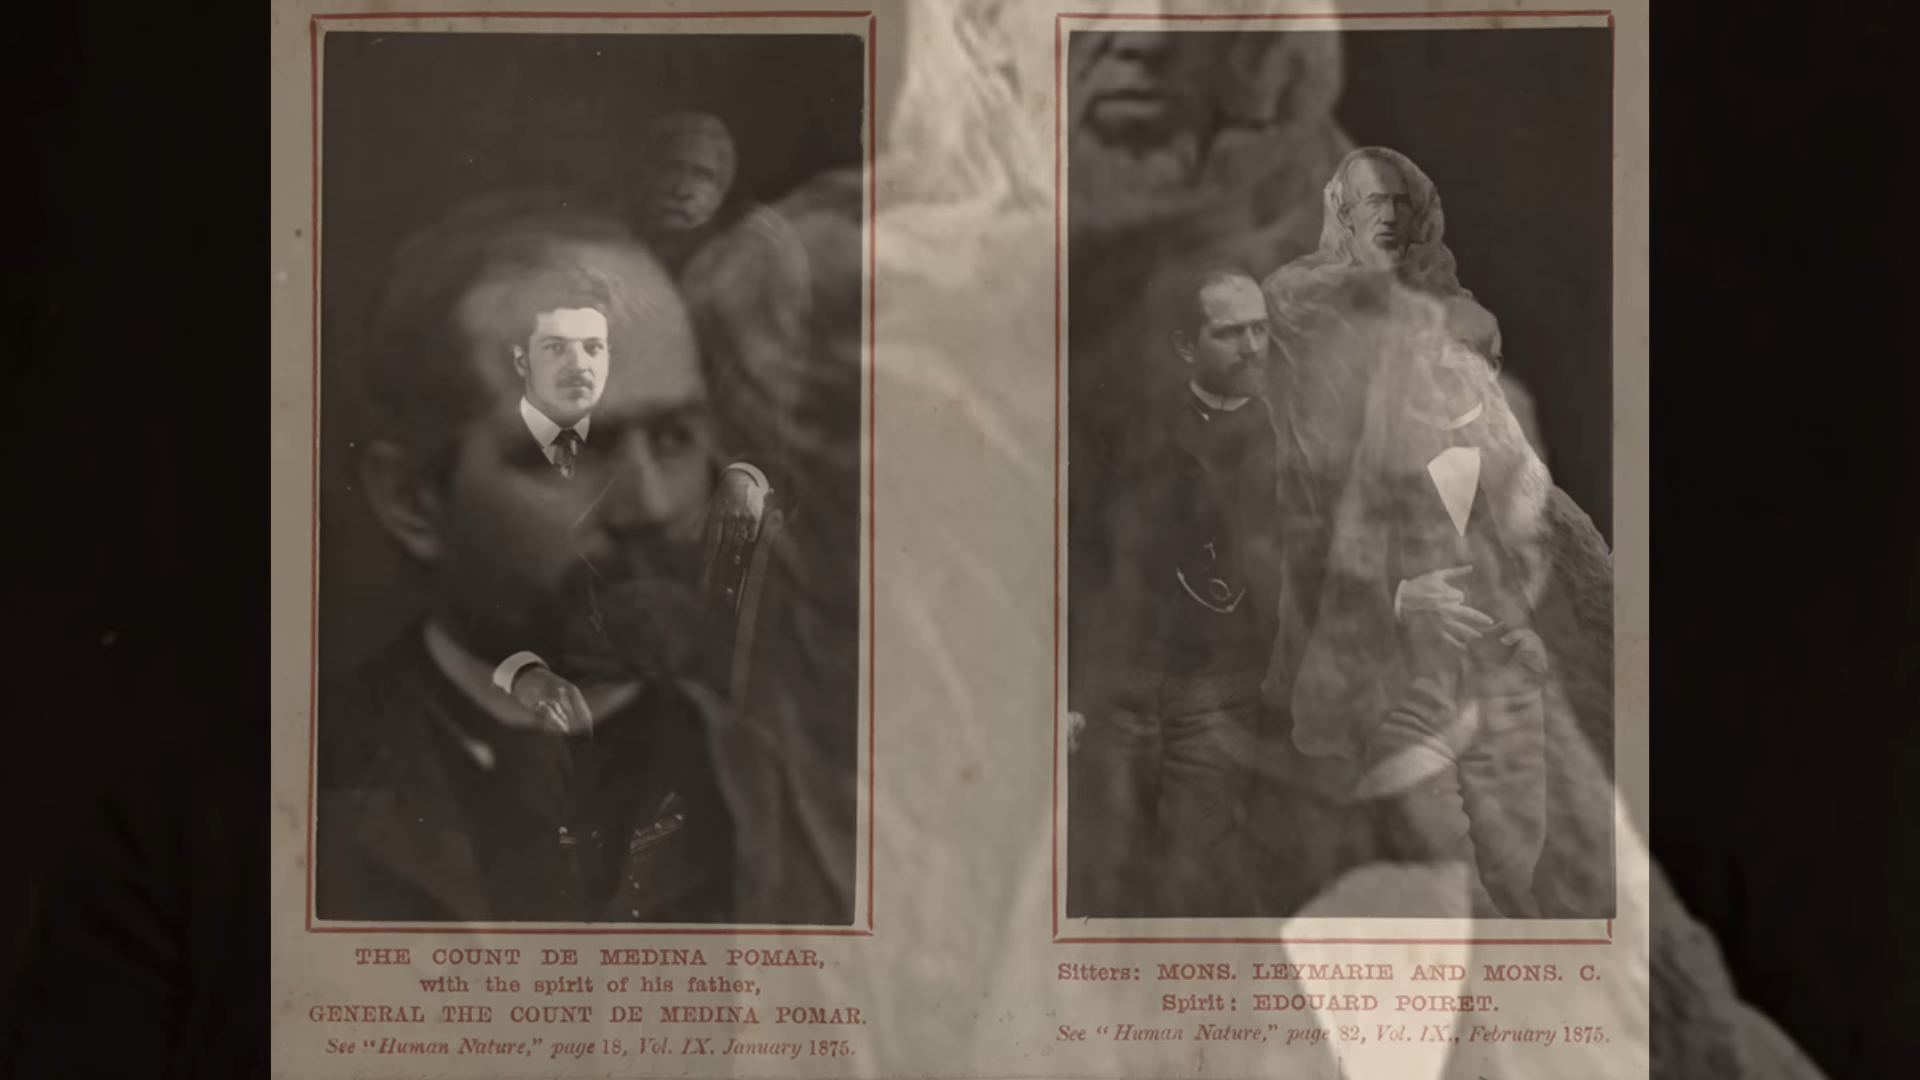 THE COUNT DE MEDINA POMAR,
with the spirit of his father,
GENERAL THE COUNT DE MEDINA POMAR.
See "Human Nature," page 18, Vol. IX. January 1875.
Sitters: MONS. LEYMARIE AND MONS. C.
Spirit: EDOUARD POIRET.
See "Human Nature," page 82, Vol. IX., February 1875.